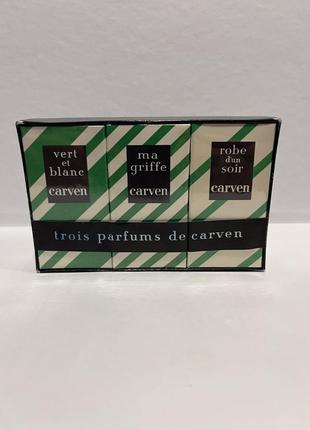 vert
et
blanc
carven
ma
griffe
carven
robe
d'un
soir
carven
trois parfums de carven